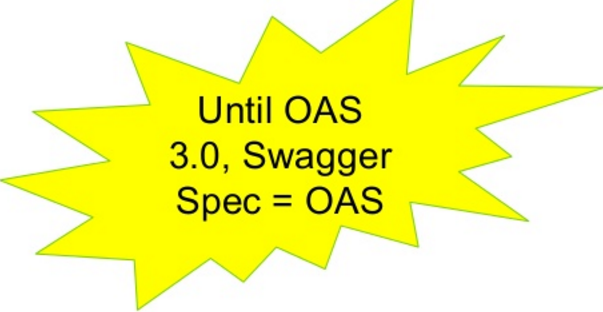 Until OAS
3.0, Swagger
Spec = OAS